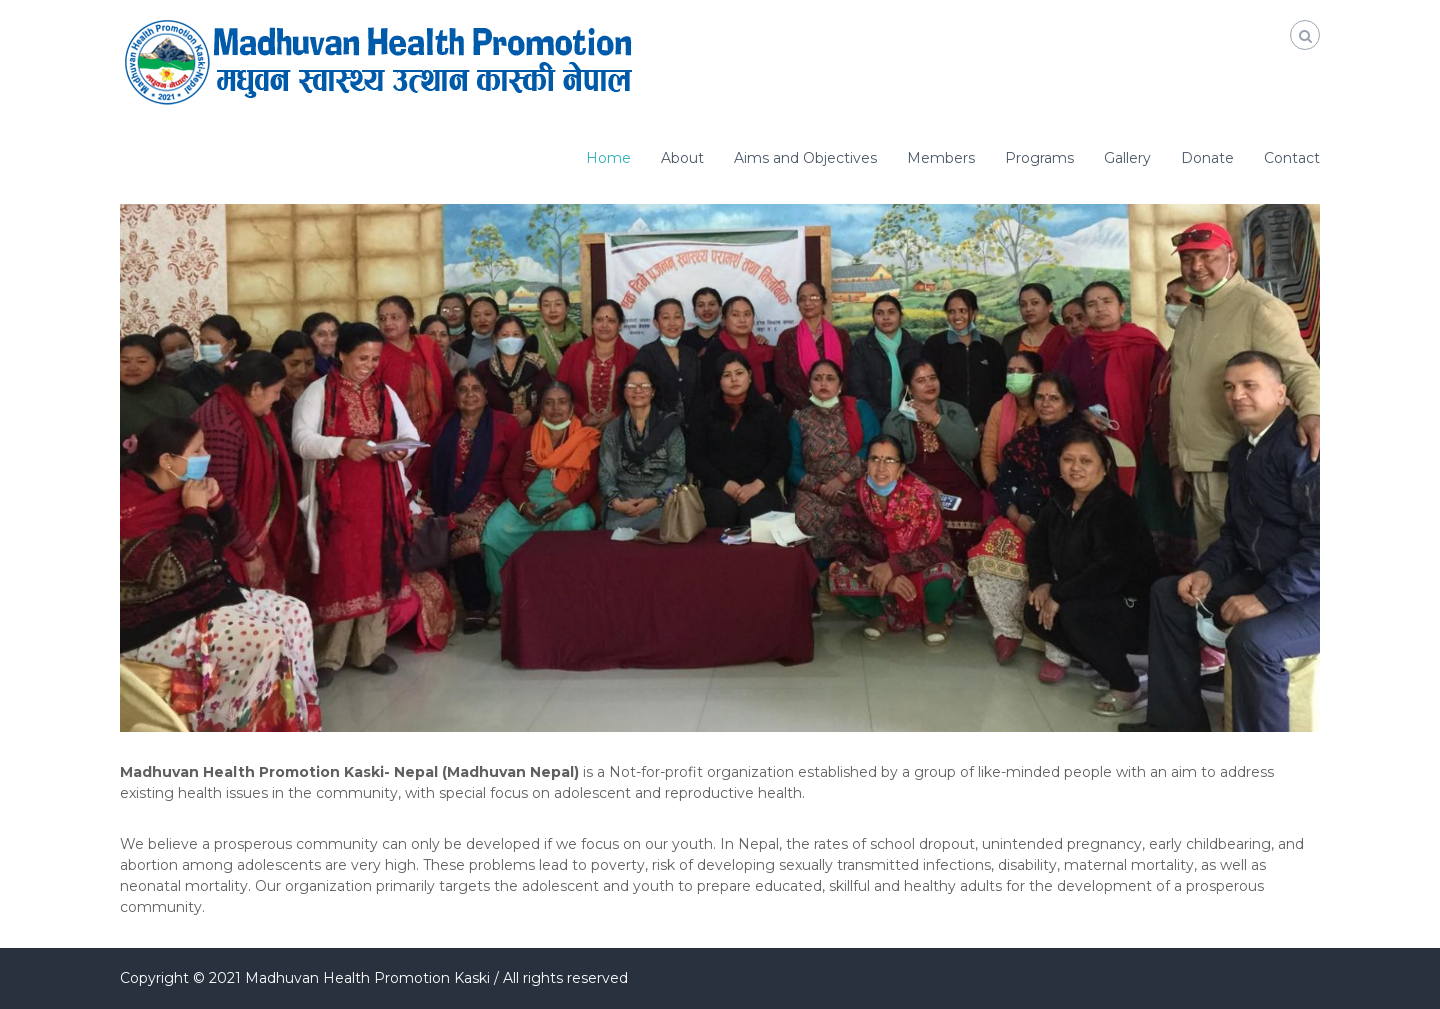 Madhuvan Health Promotion Kaski-Nepal
मधुवन नेपाल
* 2021 *
Madhuvan Health Promotion
मधुवन स्वास्थ्य उत्थान कास्की नेपाल
Home About Aims and Objectives Members Programs Gallery Donate Contact
एक दिने प्रजनन् स्वास्थ्य परामर्श तथा
Madhuvan Health Promotion Kaski- Nepal (Madhuvan Nepal) is a Not-for-profit organization established by a group of like-minded people with an aim to address
existing health issues in the community, with special focus on adolescent and reproductive health.
We believe a prosperous community can only be developed if we focus on our youth. In Nepal, the rates of school dropout, unintended pregnancy, early childbearing, and
abortion among adolescents are very high. These problems lead to poverty, risk of developing sexually transmitted infections, disability, maternal mortality, as well as
neonatal mortality. Our organization primarily targets the adolescent and youth to prepare educated, skillful and healthy adults for the development of a prosperous
community.
Copyright © 2021 Madhuvan Health Promotion Kaski / All rights reserved